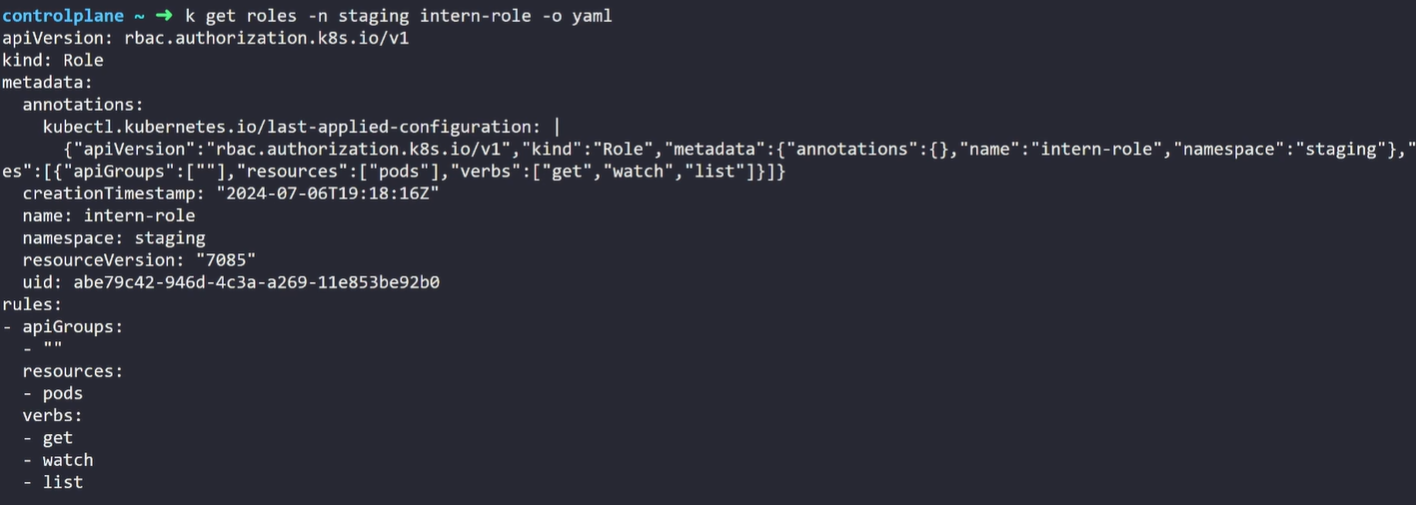 controlplane ~ ➜ k get roles -n staging intern-role -o yaml
apiVersion: rbac.authorization.k8s.io/v1
kind: Role
metadata:
  annotations:
    kubectl.kubernetes.io/last-applied-configuration: |
      {"apiVersion":"rbac.authorization.k8s.io/v1","kind":"Role","metadata":{"annotations":{},"name":"intern-role","namespace":"staging"},"
es":[{"apiGroups":[""],"resources":["pods"],"verbs":["get","watch","list"]}]}
  creationTimestamp: "2024-07-06T19:18:16Z"
  name: intern-role
  namespace: staging
  resourceVersion: "7085"
  uid: abe79c42-946d-4c3a-a269-11e853be92b0
rules:
- apiGroups:
  - ""
  resources:
  - pods
  verbs:
  - get
  - watch
  - list